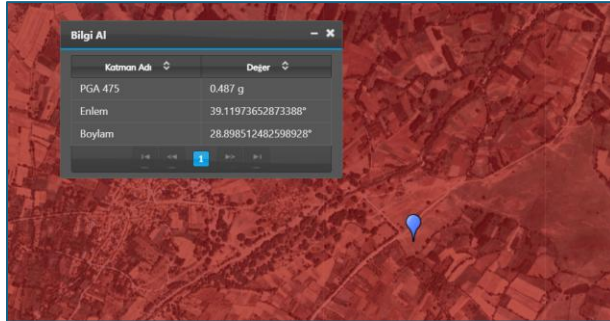 Bilgi Al
Katman Adı Değer
PGA 475 0.487 g
Enlem 39.11973652873388°
Boylam 28.898512482598928°
1